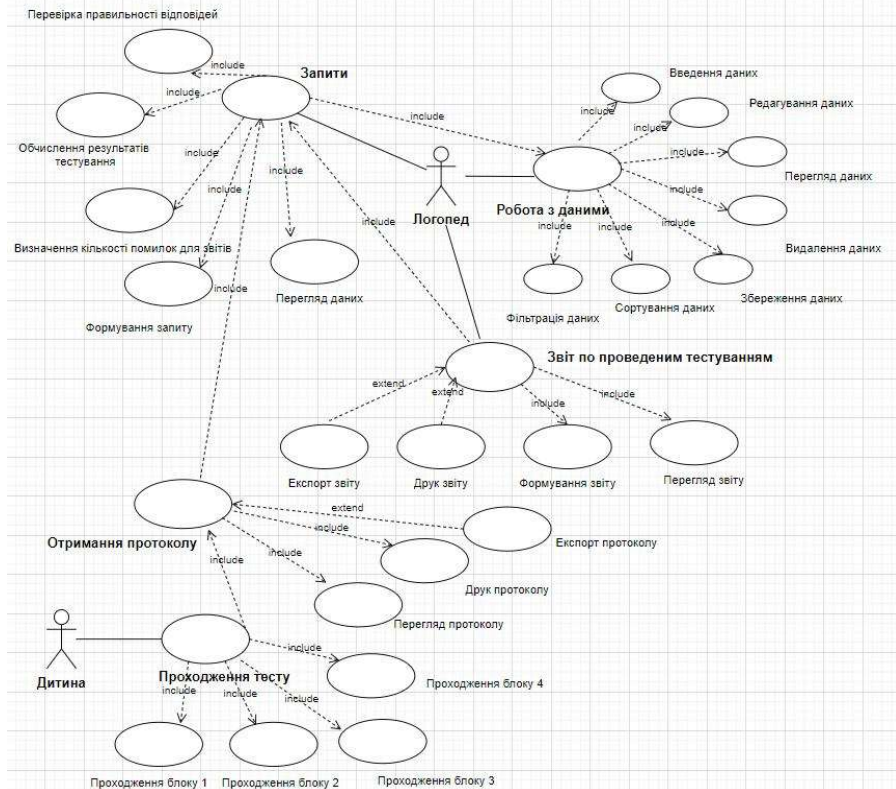 Перевірка правильності відповідей
include
Запити
include
include
Обчислення результатів
тестування
include
include
include
include
include
Визначення кількості помилок для звітів
Формування запиту
Перегляд даних
Логопед
Введення даних
include
Редагування даних
include
include
Перегляд даних
include
Видалення даних
Робота з даними
include
include
include
Збереження даних
Фільтрація даних
Сортування даних
Звіт по проведеним тестуванням
extend
extend
include
include
Експорт звіту
Друк звіту
Формування звіту
Перегляд звіту
extend
Отримання протоколу
include
include
include
Експорт протоколу
Друк протоколу
Перегляд протоколу
Дитина
Проходження тесту
include
include
include
include
Проходження блоку 4
Проходження блоку 1
Проходження блоку 2
Проходження блоку 3